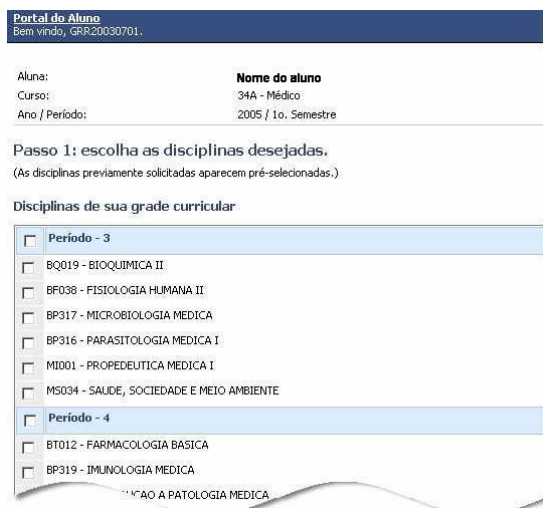 Portal do Aluno
Bem vindo, GRR20030701.
Aluna: Nome do aluno
Curso: 34A - Médico
Ano / Período: 2005 / 1o. Semestre
Passo 1: escolha as disciplinas desejadas.
(As disciplinas previamente solicitadas aparecem pré-selecionadas.)
Disciplinas de sua grade curricular
Período - 3
BQ019 - BIOQUIMICA II
BF038 - FISIOLOGIA HUMANA II
BP317 - MICROBIOLOGIA MEDICA
BP316 - PARASITOLOGIA MEDICA I
MI001 - PROPEDEUTICA MEDICA I
MS034 - SAUDE, SOCIEDADE E MEIO AMBIENTE
Período - 4
BT012 - FARMACOLOGIA BASICA
BP319 - IMUNOLOGIA MEDICA
A PATOLOGIA MEDICA